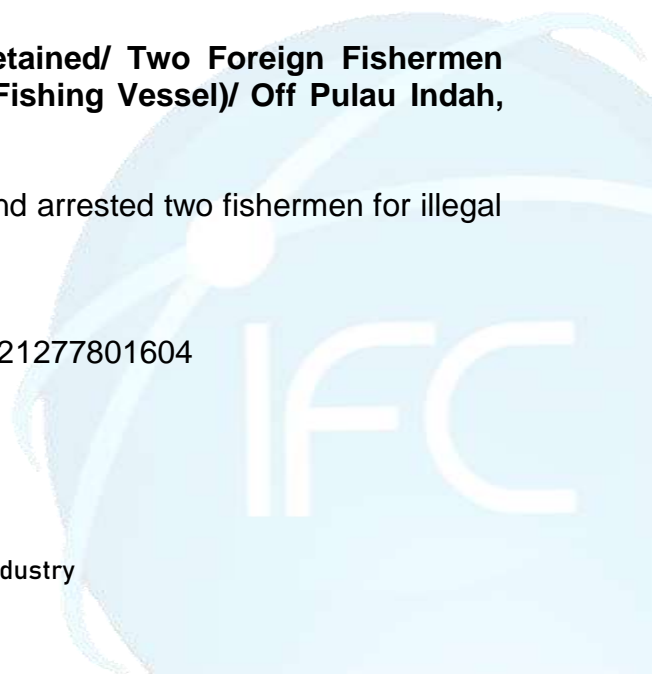 etained/ Two Foreign Fishermen
Fishing Vessel)/ Off Pulau Indah,
nd arrested two fishermen for illegal
21277801604
IFC
dustry